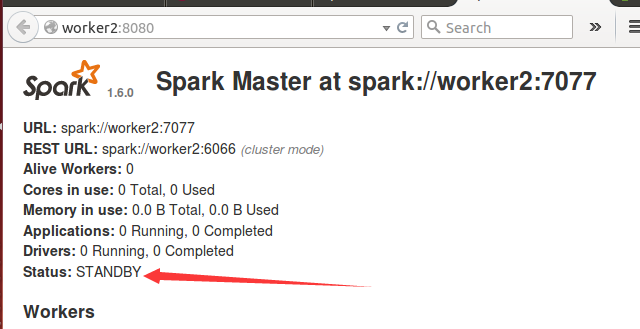 worker2:8080
Search
Spark 1.6.0 Spark Master at spark://worker2:7077
URL: spark://worker2:7077
REST URL: spark://worker2:6066 (cluster mode)
Alive Workers: 0
Cores in use: 0 Total, 0 Used
Memory in use: 0.0 B Total, 0.0 B Used
Applications: 0 Running, 0 Completed
Drivers: 0 Running, 0 Completed
Status: STANDBY
Workers